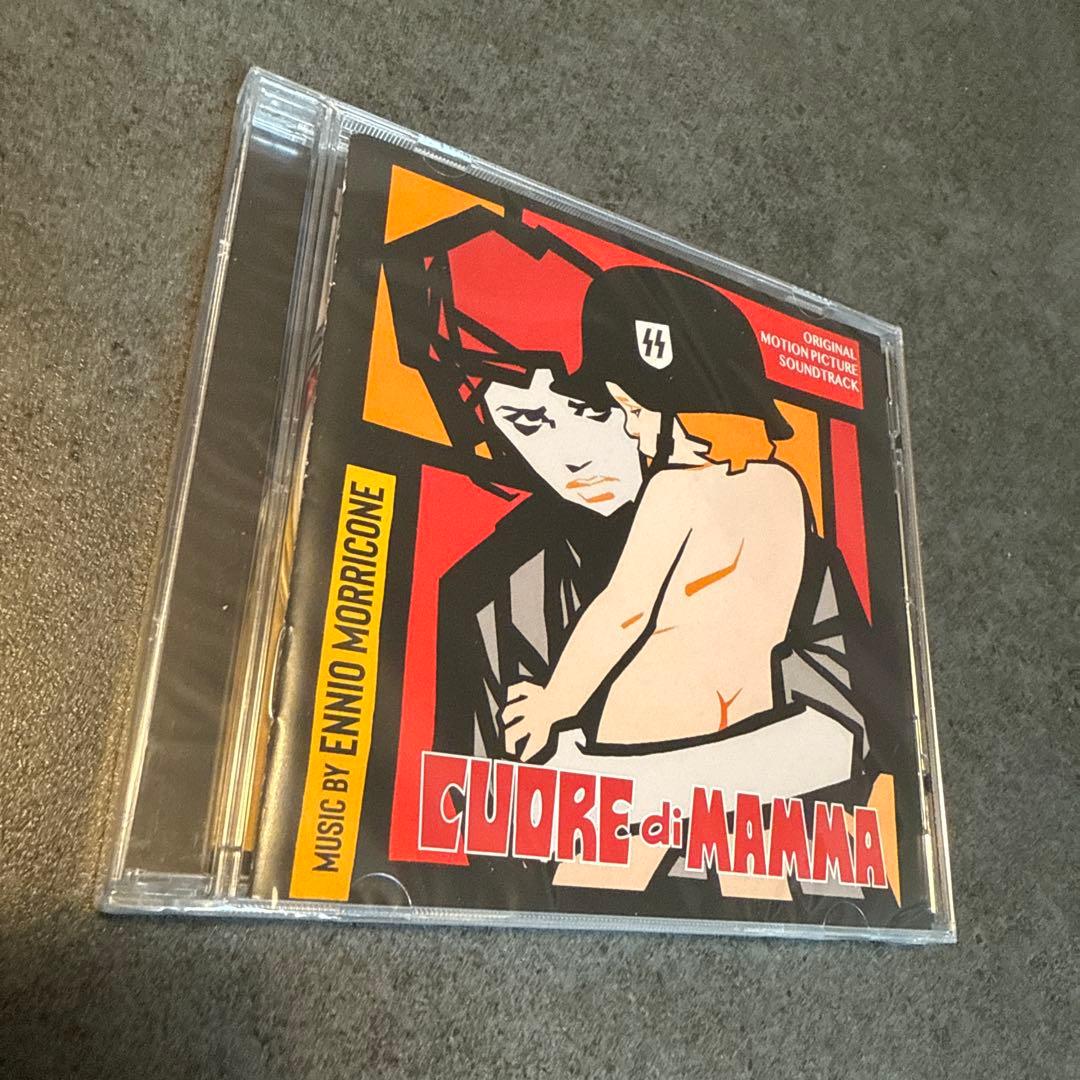 ORIGINAL
MOTION PICTURE
SOUNDTRACK
MUSIC BY ENNIO MORRICONE
CUORE di MAMMA